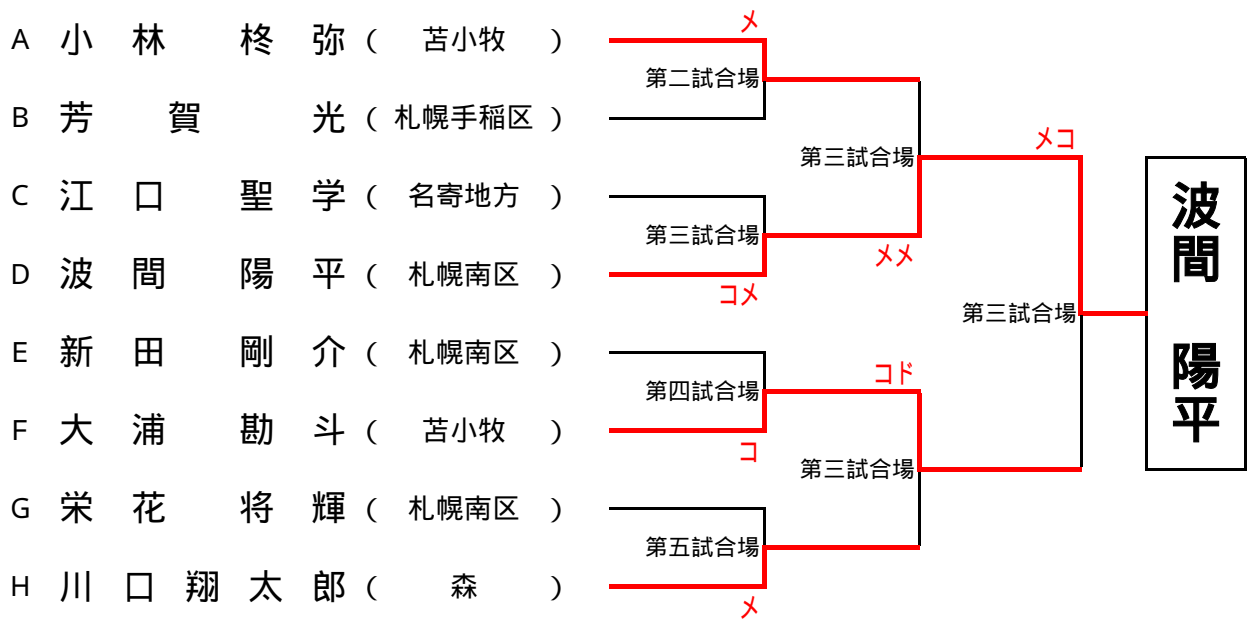 A 小林 柊弥 ( 苫小牧 )
B 芳賀 光 ( 札幌手稲区 )
C 江口 聖学 ( 名寄地方 )
D 波間 陽平 ( 札幌南区 )
E 新田 剛介 ( 札幌南区 )
F 大浦 勘斗 ( 苫小牧 )
G 栄花 将輝 ( 札幌南区 )
H 川口翔太郎 ( 森 )
メ
第二試合場
第三試合場
コメ
第四試合場
コ
第五試合場
メ
第三試合場
メメ
コド
第三試合場
メコ
第三試合場
波間 陽平